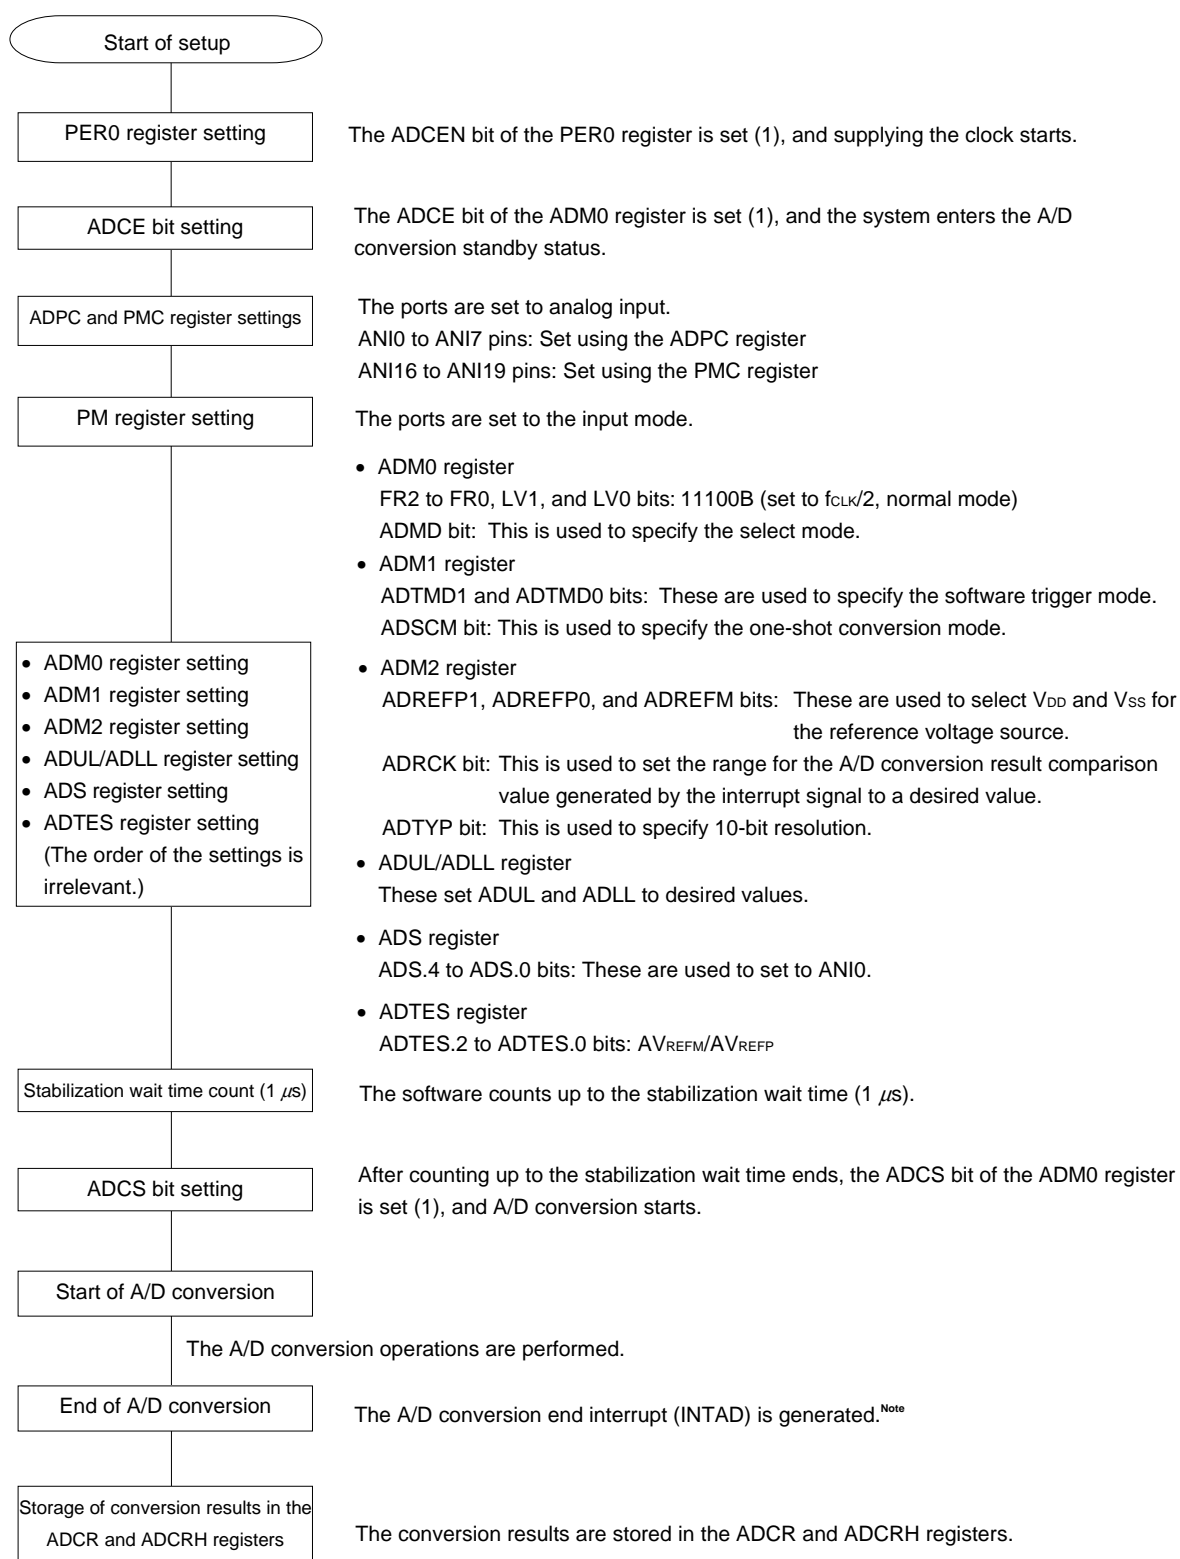 Start of setup
PER0 register setting
The ADCEN bit of the PER0 register is set (1), and supplying the clock starts.
ADCE bit setting
The ADCE bit of the ADM0 register is set (1), and the system enters the A/D
conversion standby status.
ADPC and PMC register settings
The ports are set to analog input.
ANI0 to ANI7 pins: Set using the ADPC register
ANI16 to ANI19 pins: Set using the PMC register
PM register setting
The ports are set to the input mode.
• ADM0 register setting
• ADM1 register setting
• ADM2 register setting
• ADUL/ADLL register setting
• ADS register setting
• ADTES register setting
(The order of the settings is
irrelevant.)
• ADM0 register
FR2 to FR0, LV1, and LV0 bits: 11100B (set to fCLK/2, normal mode)
ADMD bit: This is used to specify the select mode.
• ADM1 register
ADTMD1 and ADTMD0 bits: These are used to specify the software trigger mode.
ADSCM bit: This is used to specify the one-shot conversion mode.
• ADM2 register
ADREFP1, ADREFP0, and ADREFM bits: These are used to select VDD and VSS for
the reference voltage source.
ADRCK bit: This is used to set the range for the A/D conversion result comparison
value generated by the interrupt signal to a desired value.
ADTYP bit: This is used to specify 10-bit resolution.
• ADUL/ADLL register
These set ADUL and ADLL to desired values.
• ADS register
ADS.4 to ADS.0 bits: These are used to set to ANI0.
• ADTES register
ADTES.2 to ADTES.0 bits: AVREFM/AVREFP
Stabilization wait time count (1 µs)
The software counts up to the stabilization wait time (1 µs).
ADCS bit setting
After counting up to the stabilization wait time ends, the ADCS bit of the ADM0 register
is set (1), and A/D conversion starts.
Start of A/D conversion
The A/D conversion operations are performed.
End of A/D conversion
The A/D conversion end interrupt (INTAD) is generated.Note
Storage of conversion results in the
ADCR and ADCRH registers
The conversion results are stored in the ADCR and ADCRH registers.